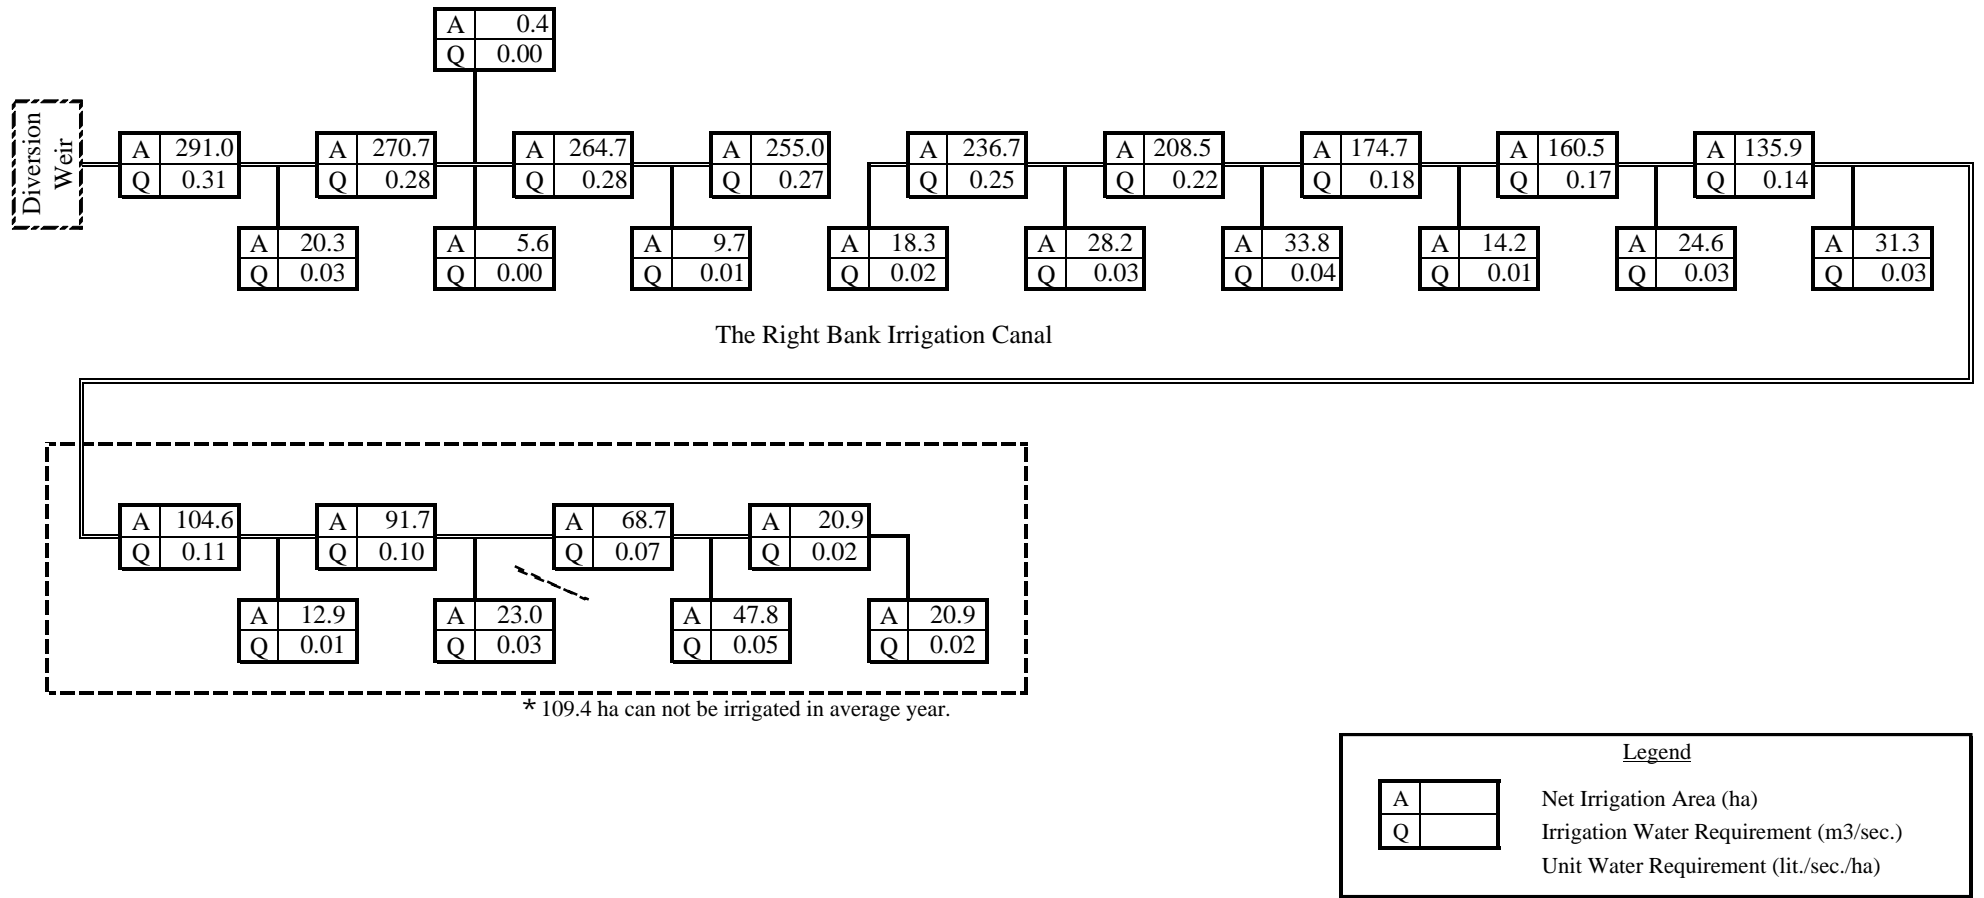 A 0.4
Q 0.00
Diversion
Weir
A 291.0 A 270.7 A 264.7 A 255.0 A 236.7 A 208.5 A 174.7 A 160.5 A 135.9
Q 0.31 Q 0.28 Q 0.28 Q 0.27 Q 0.25 Q 0.22 Q 0.18 Q 0.17 Q 0.14
A 20.3 A 5.6 A 9.7 A 18.3 A 28.2 A 33.8 A 14.2 A 24.6 A 31.3
Q 0.03 Q 0.00 Q 0.01 Q 0.02 Q 0.03 Q 0.04 Q 0.01 Q 0.03 Q 0.03
The Right Bank Irrigation Canal
A 104.6 A 91.7 A 68.7 A 20.9
Q 0.11 Q 0.10 Q 0.07 Q 0.02
A 12.9 A 23.0 A 47.8 A 20.9
Q 0.01 Q 0.03 Q 0.05 Q 0.02
* 109.4 ha can not be irrigated in average year.
Legend
A Net Irrigation Area (ha)
Q Irrigation Water Requirement (m3/sec.)
Unit Water Requirement (lit./sec./ha)